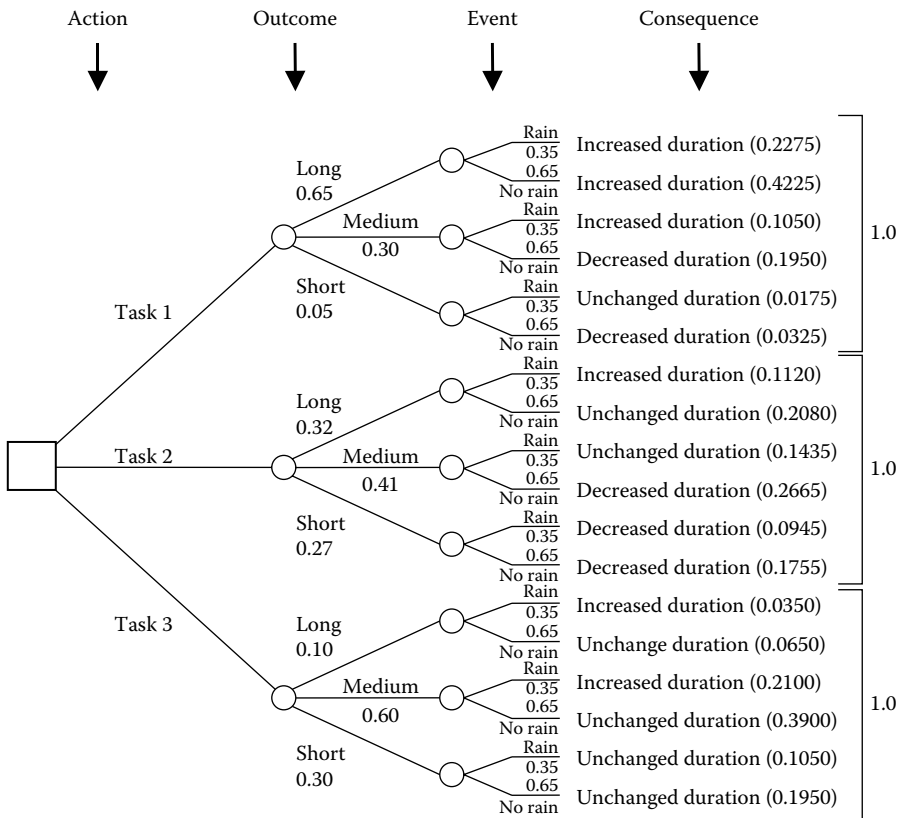 Action Outcome Event Consequence
Rain
Long 0.35 Increased duration (0.2275)
0.65 0.65 Increased duration (0.4225)
No rain
Rain
Medium 0.35 Increased duration (0.1050)
0.30 0.65 Decreased duration (0.1950)
No rain
1.0
Rain
Short 0.35 Unchanged duration (0.0175)
0.05 0.65 Decreased duration (0.0325)
No rain
Task 1
Rain
Long 0.35 Increased duration (0.1120)
0.32 0.65 Unchanged duration (0.2080)
No rain
Task 2
Rain
Medium 0.35 Unchanged duration (0.1435)
0.41 0.65 Decreased duration (0.2665)
No rain
1.0
Rain
Short 0.35 Decreased duration (0.0945)
0.27 0.65 Decreased duration (0.1755)
No rain
Task 3
Rain
Long 0.35 Increased duration (0.0350)
0.10 0.65 Unchange duration (0.0650)
No rain
Rain
Medium 0.35 Increased duration (0.2100)
0.60 0.65 Unchanged duration (0.3900)
No rain
1.0
Rain
Short 0.35 Unchanged duration (0.1050)
0.30 0.65 Unchanged duration (0.1950)
No rain